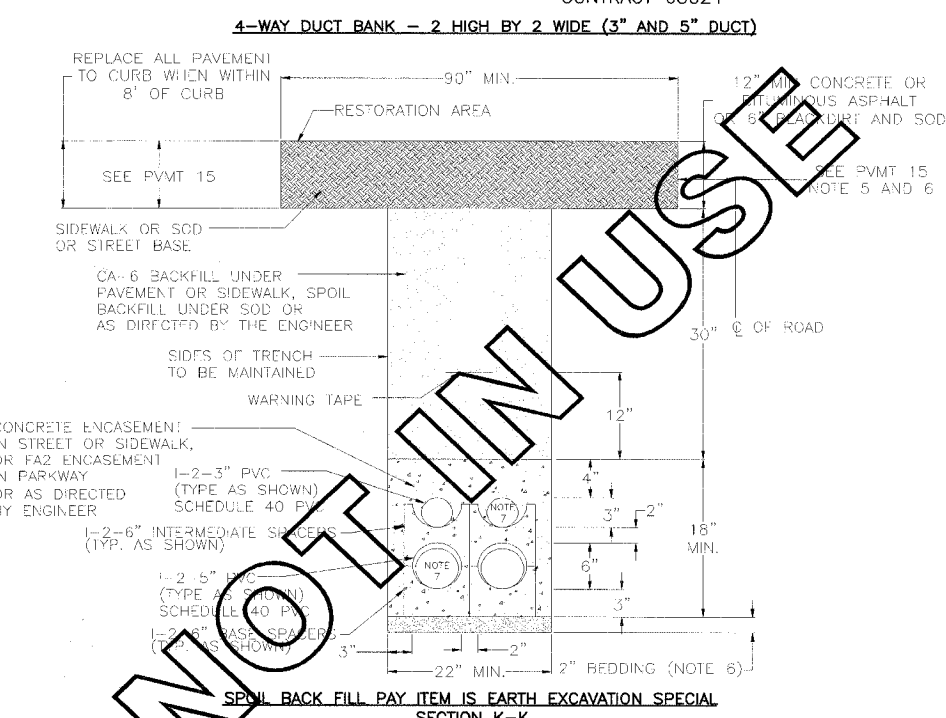 4-WAY DUCT BANK - 2 HIGH BY 2 WIDE (3" AND 5" DUCT)
REPLACE ALL PAVEMENT
TO CURB WHEN WITHIN
8' OF CURB
90" MIN.
12" MIN CONCRETE OR
BITUMINOUS ASPHALT
OR 6" BLACKDIRT AND SOD
RESTORATION AREA
SEE PVMT 15
SEE PVMT 15
NOTE 5 AND 6
SIDEWALK OR SOD
OR STREET BASE
CA-6 BACKFILL UNDER
PAVEMENT OR SIDEWALK, SPOIL
BACKFILL UNDER SOD OR
AS DIRECTED BY THE ENGINEER
30"
℄ OF ROAD
SIDES OF TRENCH
TO BE MAINTAINED
WARNING TAPE
12"
CONCRETE ENCASEMENT
N STREET OR SIDEWALK,
OR FA2 ENCASEMENT
N PARKWAY
OR AS DIRECTED
BY ENGINEER
1-2-3" PVC
(TYPE AS SHOWN)
SCHEDULE 40 PVC
4"
NOTE
7
3"
2"
18"
MIN.
1-2-6" INTERMEDIATE SPACERS
(TYP. AS SHOWN)
NOTE
7
6"
1-2-5" PVC
(TYPE AS SHOWN)
SCHEDULE 40 PVC
3"
1-2-6" BASE SPACERS
(TYP. AS SHOWN)
3"
2"
22" MIN.
2" BEDDING (NOTE 6)
SPOIL BACK FILL PAY ITEM IS EARTH EXCAVATION SPECIAL
SECTION K-K
NOT IN USE